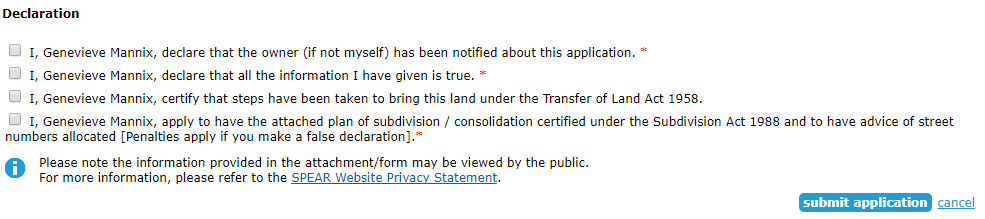 Declaration
I, Genevieve Mannix, declare that the owner (if not myself) has been notified about this application. *
I, Genevieve Mannix, declare that all the information I have given is true. *
I, Genevieve Mannix, certify that steps have been taken to bring this land under the Transfer of Land Act 1958.
I, Genevieve Mannix, apply to have the attached plan of subdivision / consolidation certified under the Subdivision Act 1988 and to have advice of street
numbers allocated [Penalties apply if you make a false declaration].*
Please note the information provided in the attachment/form may be viewed by the public.
For more information, please refer to the SPEAR Website Privacy Statement.
submit application cancel